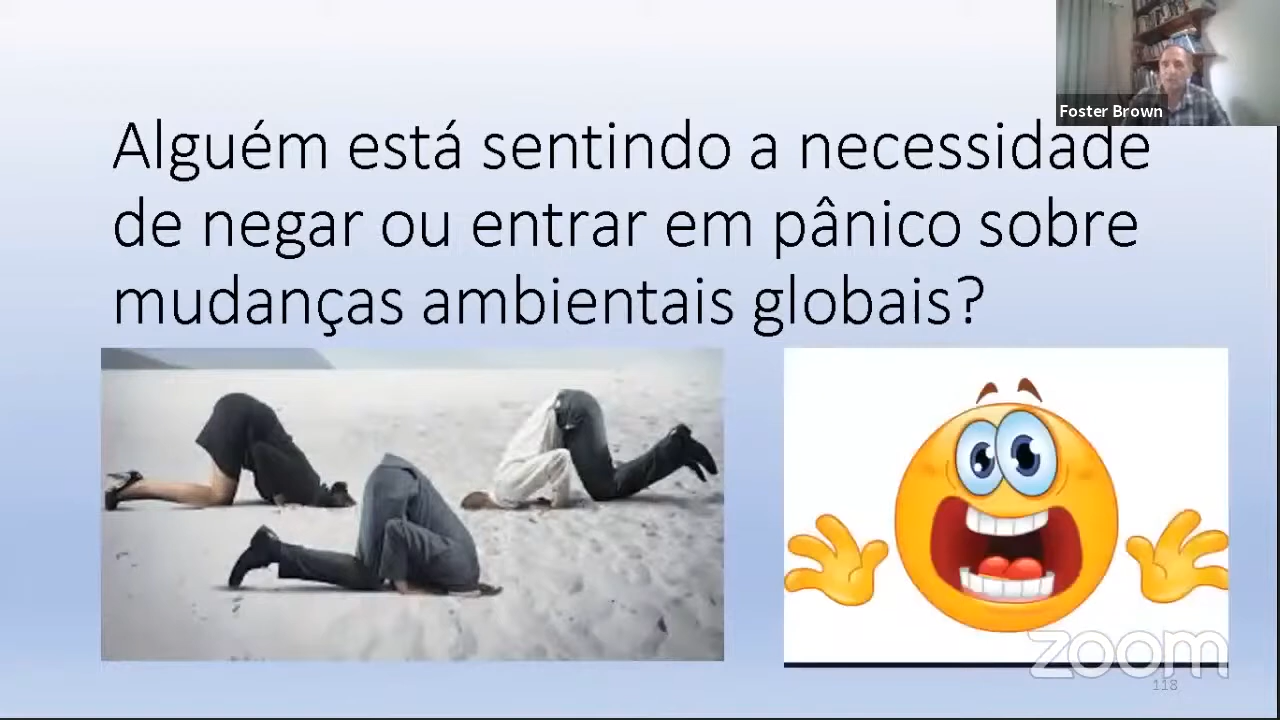 Foster Brown
Alguém está sentindo a necessidade
de negar ou entrar em pânico sobre
mudanças ambientais globais?
zoom
118